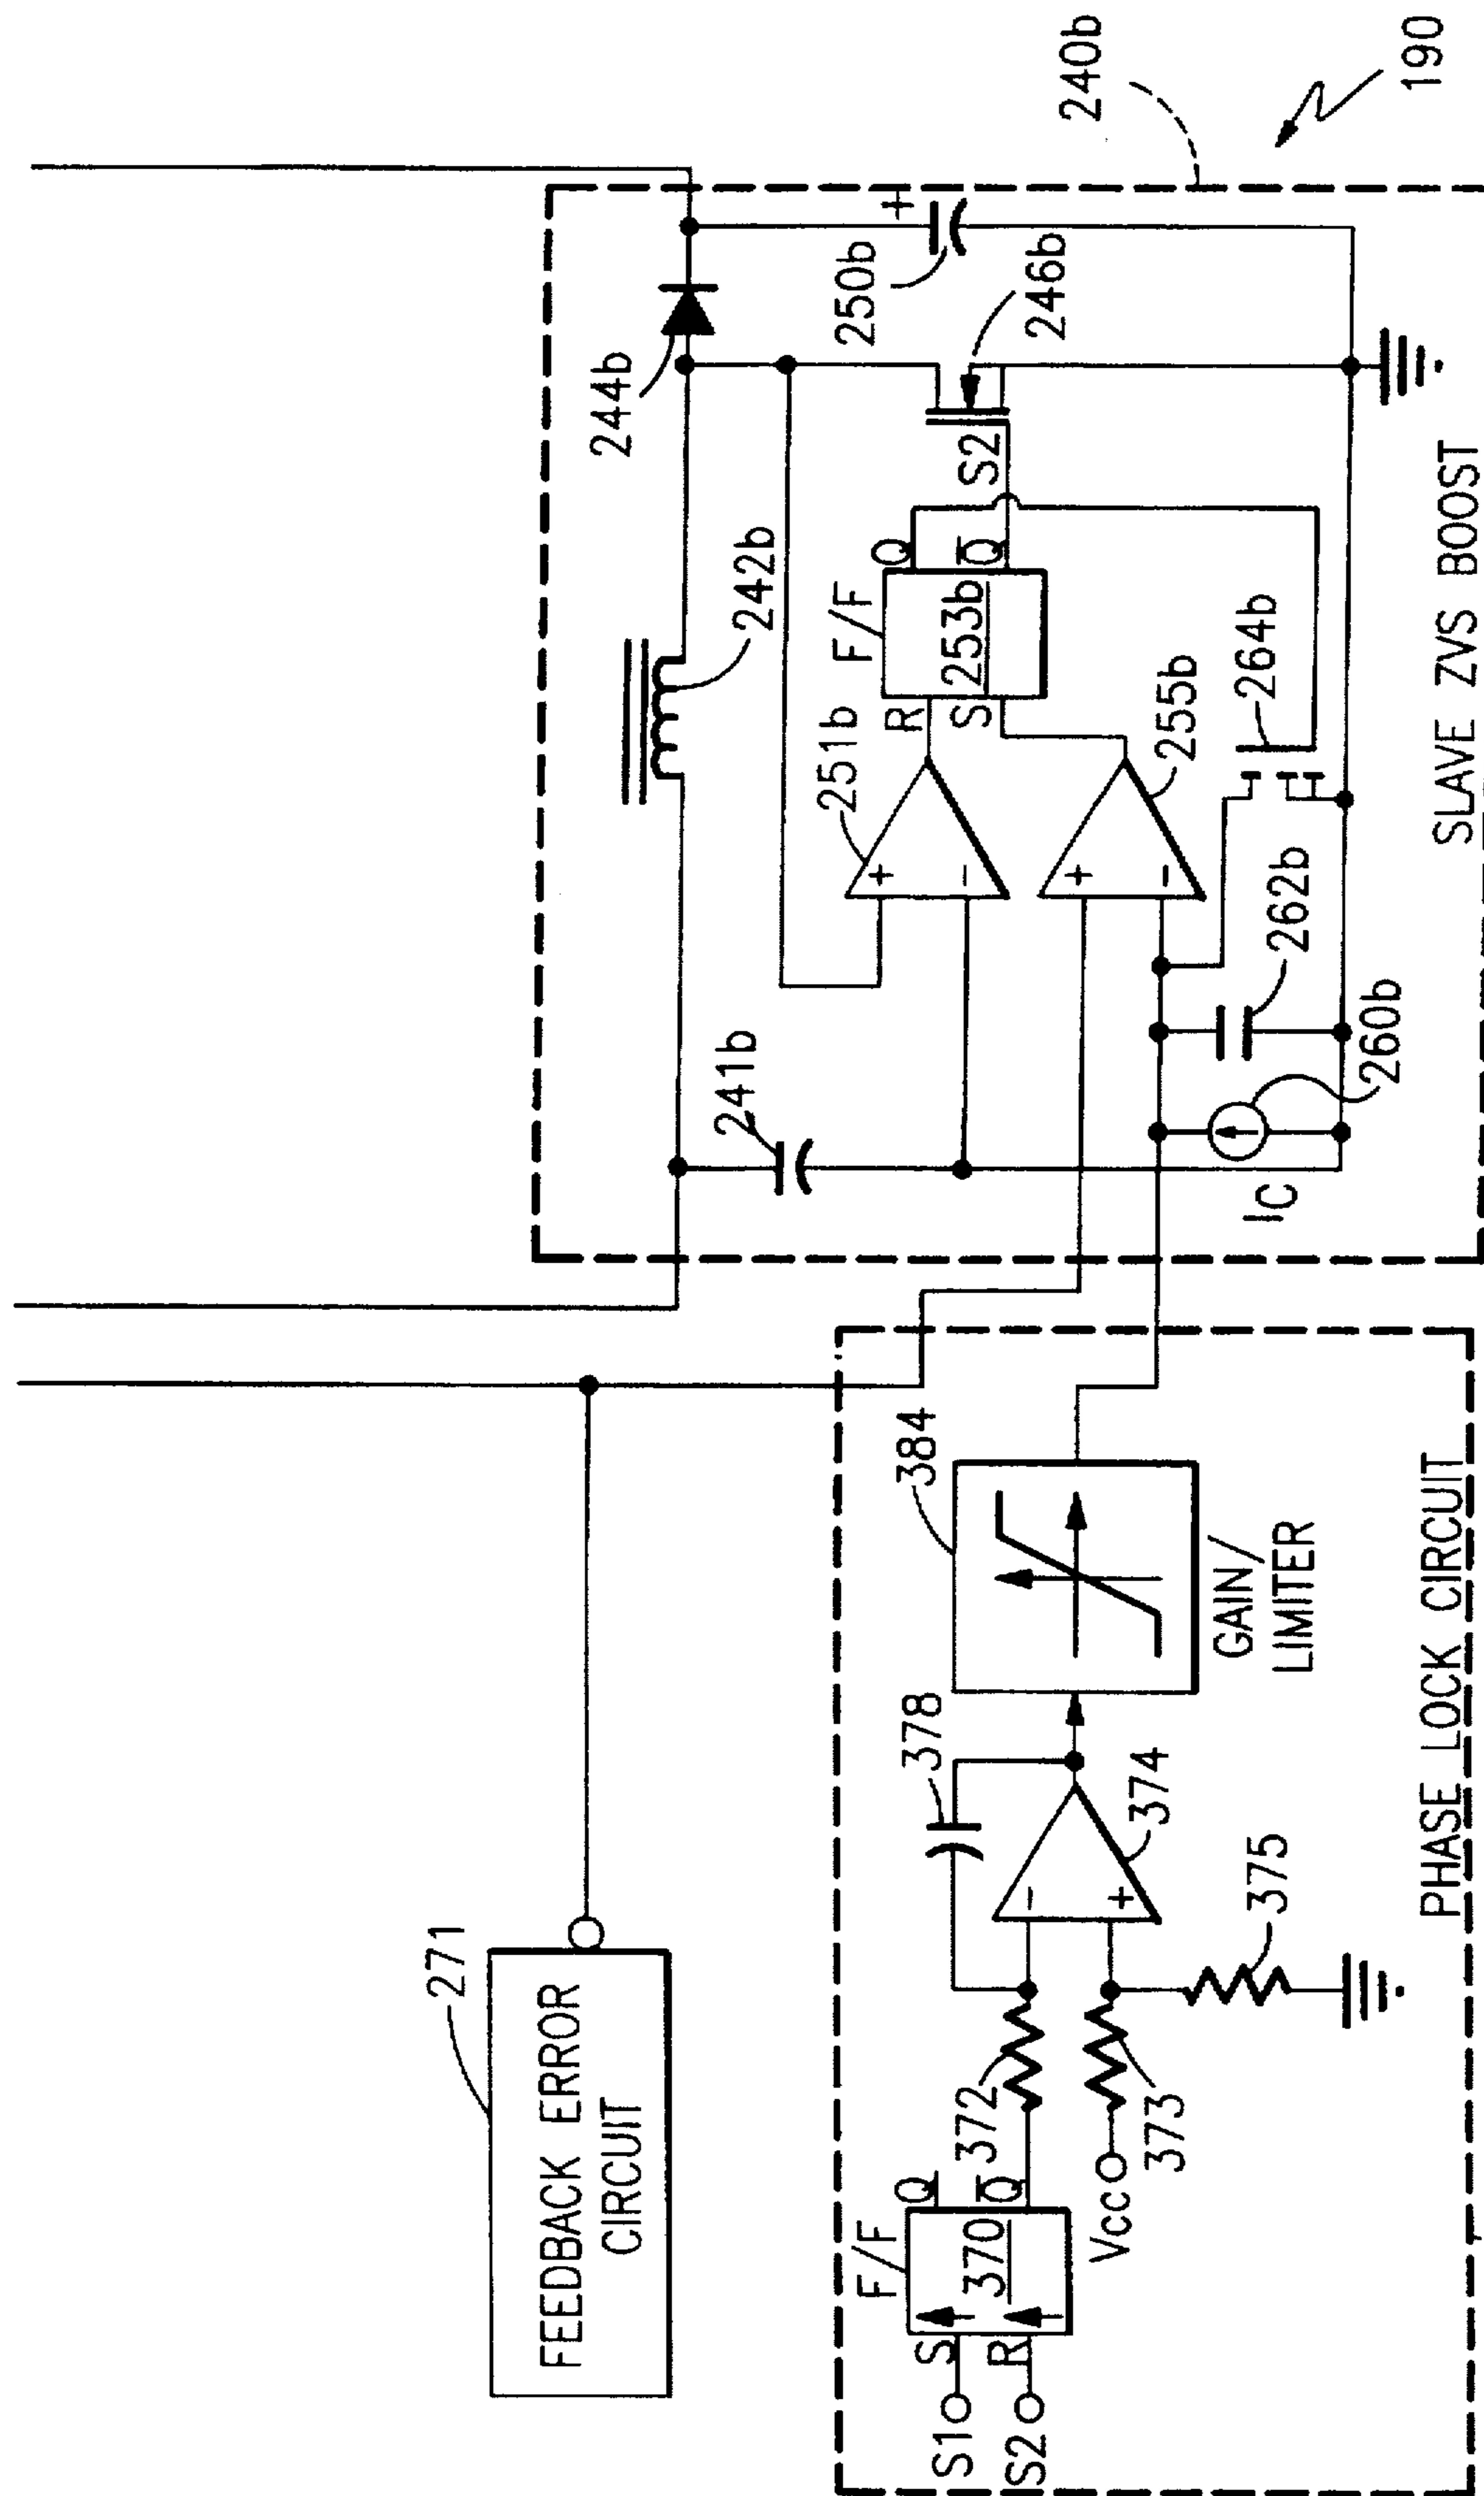 271
FEEDBACK ERROR
CIRCUIT
244b
242b
241b
250b
+
F/F
Q
Q̅
253b
R
S
S2
246b
251b
+
-
255b
+
-
264b
262b
260b
IC
SLAVE ZVS BOOST
240b
190
384
GAIN/
LIMITER
378
374
-
+
375
372
373
F/F
Q
Q̅
370
S
R
S1
S2
Vcc
PHASE LOCK CIRCUIT